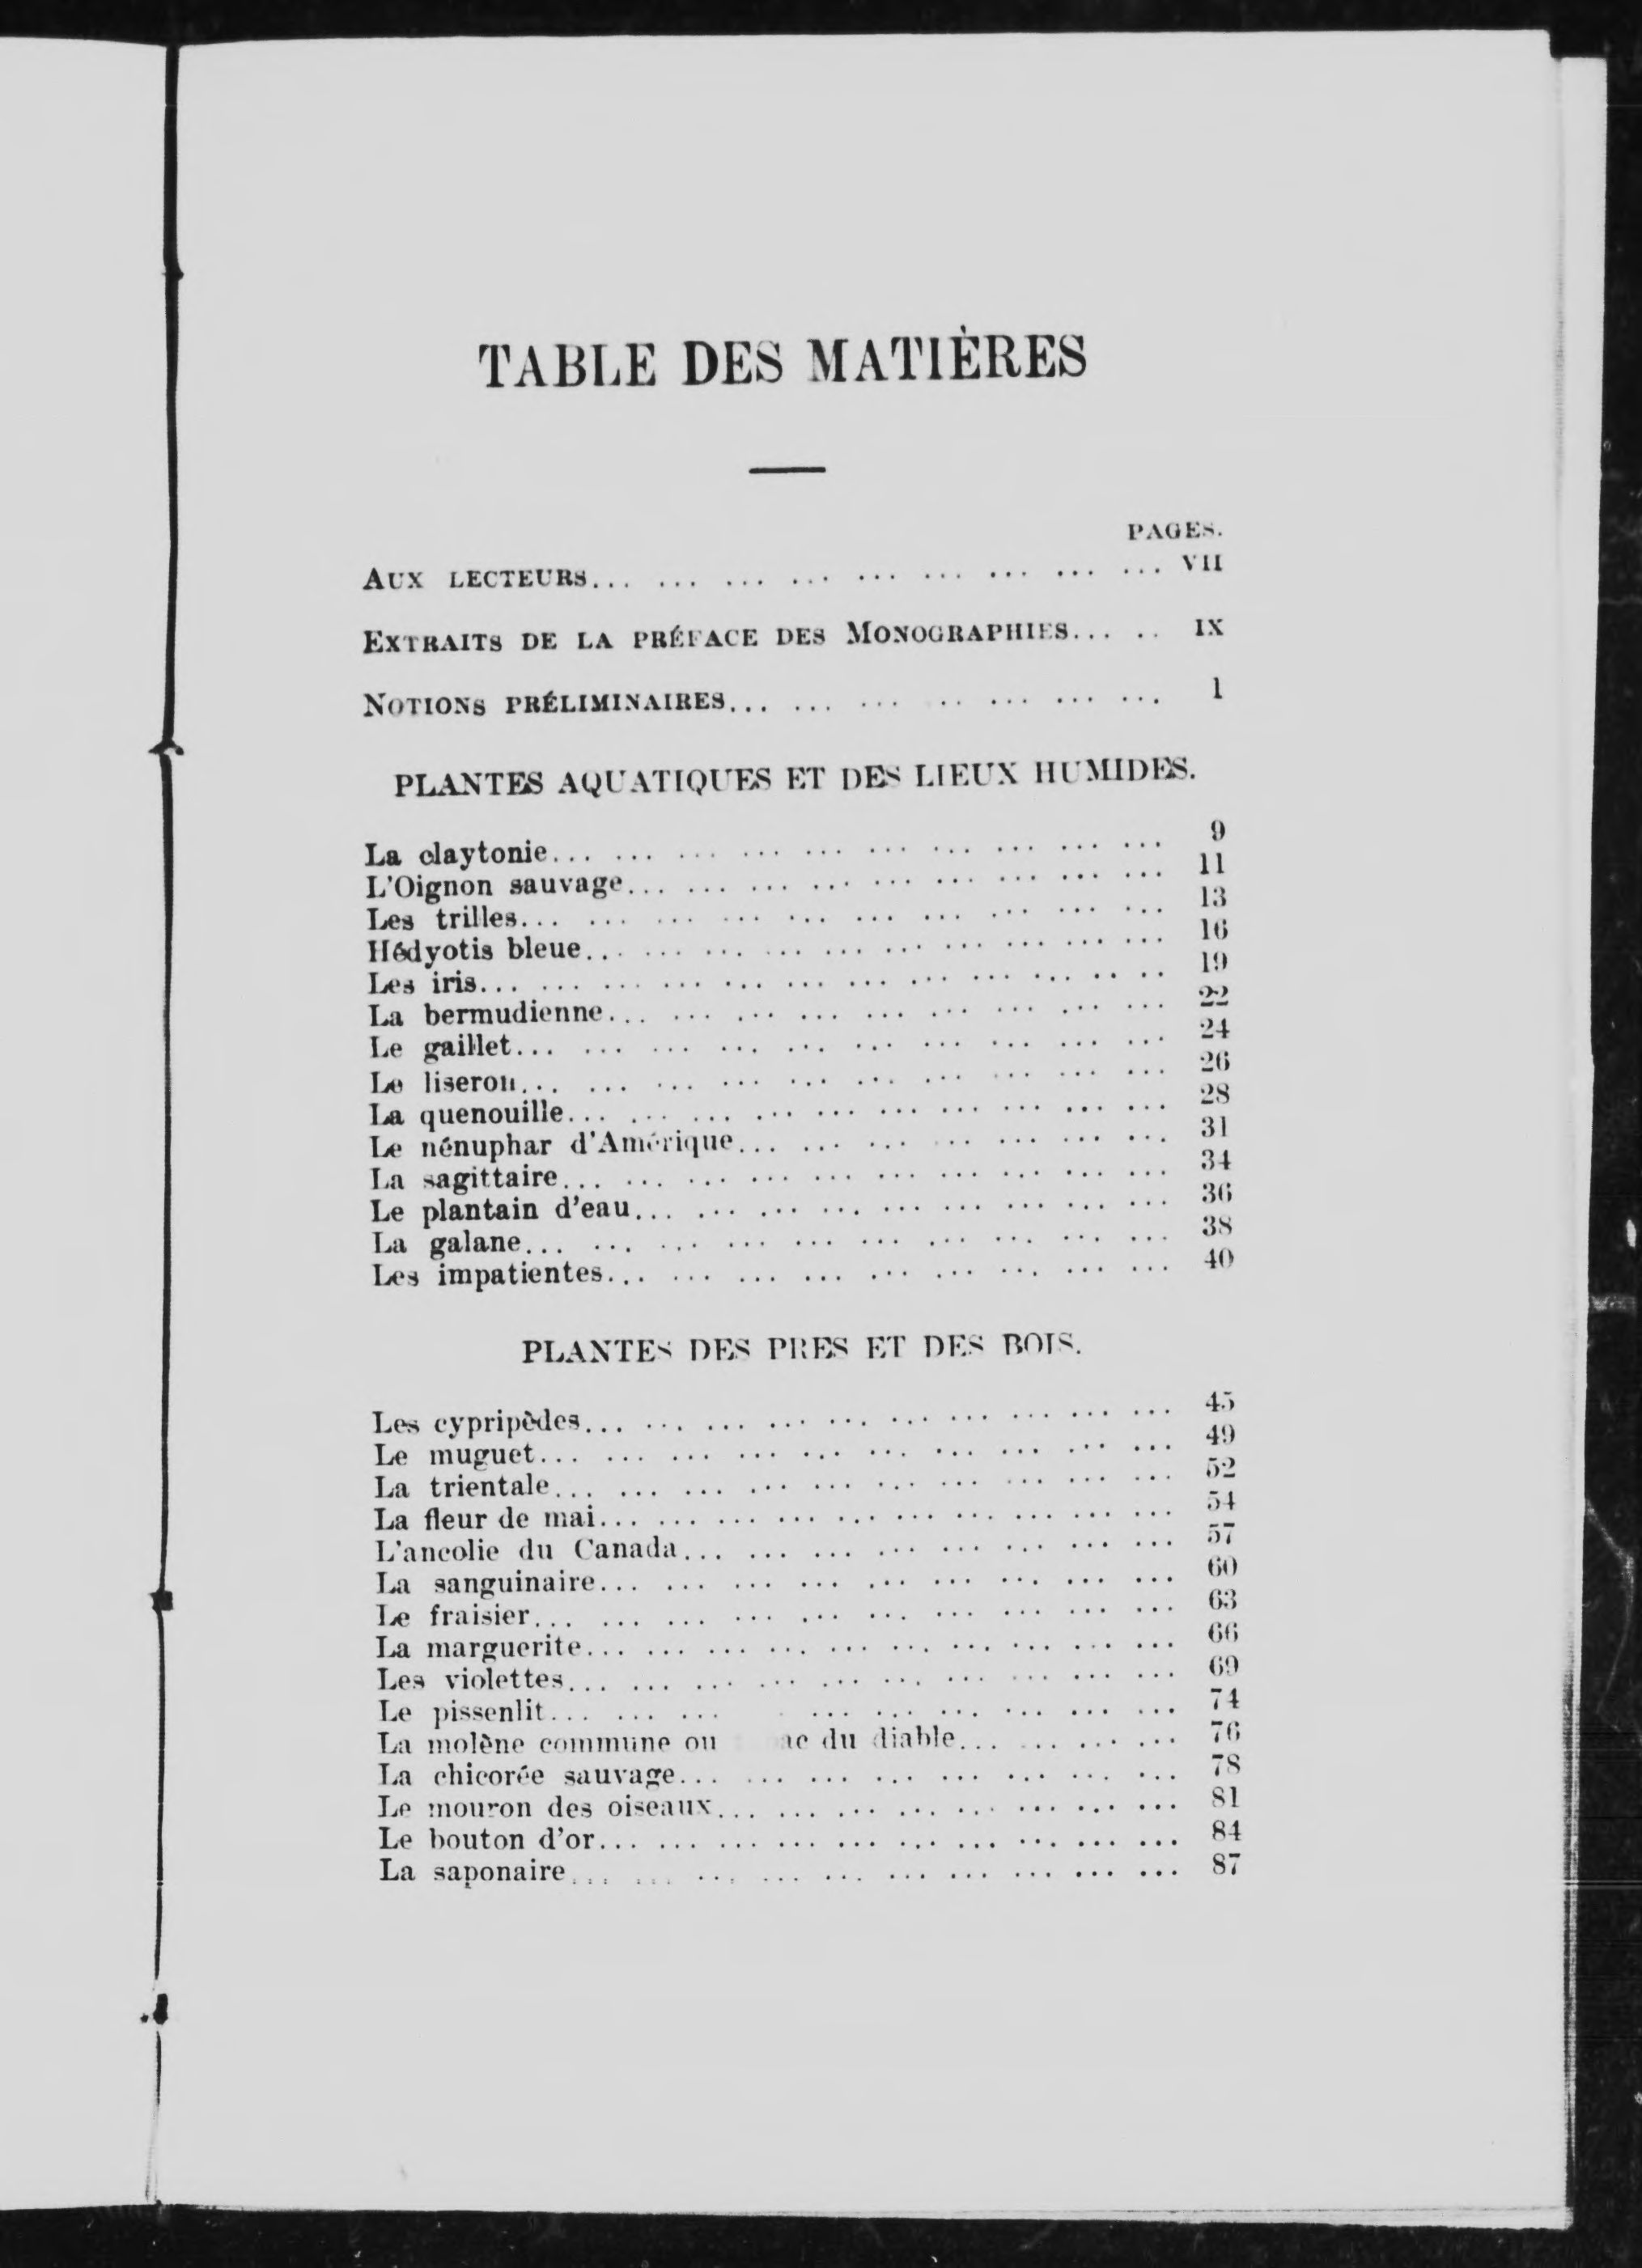 TABLE DES MATIÈRES
PAGES.
AUX LECTEURS... ... ... ... ... ... ... ... ... VII
EXTRAITS DE LA PRÉFACE DES MONOGRAPHIES... .. IX
NOTIONS PRÉLIMINAIRES... ... ... .. ... ... ... 1
PLANTES AQUATIQUES ET DES LIEUX HUMIDES.
La claytonie... ... ... ... ... ... ... ... ... ... 9
L'Oignon sauvage... ... ... ... ... ... ... ... ... 11
Les trilles... ... ... ... ... ... ... ... ... ... 13
Hédyotis bleue... ... ... ... ... ... ... ... ... ... 16
Les iris... ... ... ... ... ... ... ... ... ... .. .. 19
La bermudienne... ... ... ... ... ... ... ... ... 22
Le gaillet... ... ... ... ... ... ... ... ... ... 24
Le liseron... ... ... ... ... ... ... ... ... ... 26
La quenouille... ... ... ... ... ... ... ... ... ... 28
Le nénuphar d'Amérique... ... ... ... ... ... ... 31
La sagittaire... ... ... ... ... ... ... ... ... ... 34
Le plantain d'eau... ... ... ... ... ... ... ... ... 36
La galane... ... ... ... ... ... ... ... ... ... 38
Les impatientes... ... ... ... ... ... ... ... ... 40
PLANTES DES PRES ET DES BOIS.
Les cypripèdes... ... ... ... ... ... ... ... ... ... 45
Le muguet... ... ... ... ... ... ... ... ... ... 49
La trientale... ... ... ... ... ... ... ... ... ... 52
La fleur de mai... ... ... ... ... ... ... ... ... ... 54
L'ancolie du Canada... ... ... ... ... ... ... ... 57
La sanguinaire... ... ... ... ... ... ... ... ... 60
Le fraisier... ... ... ... ... ... ... ... ... ... 63
La marguerite... ... ... ... ... ... ... ... ... ... 66
Les violettes... ... ... ... ... ... ... ... ... ... 69
Le pissenlit... ... ... ... ... ... ... ... ... 74
La molène commune ou ac du diable... ... ... ... 76
La chicorée sauvage... ... ... ... ... ... ... ... 78
Le mouron des oiseaux... ... ... ... ... ... ... ... 81
Le bouton d'or... ... ... ... ... ... ... ... ... ... 84
La saponaire... ... ... ... ... ... ... ... ... ... 87